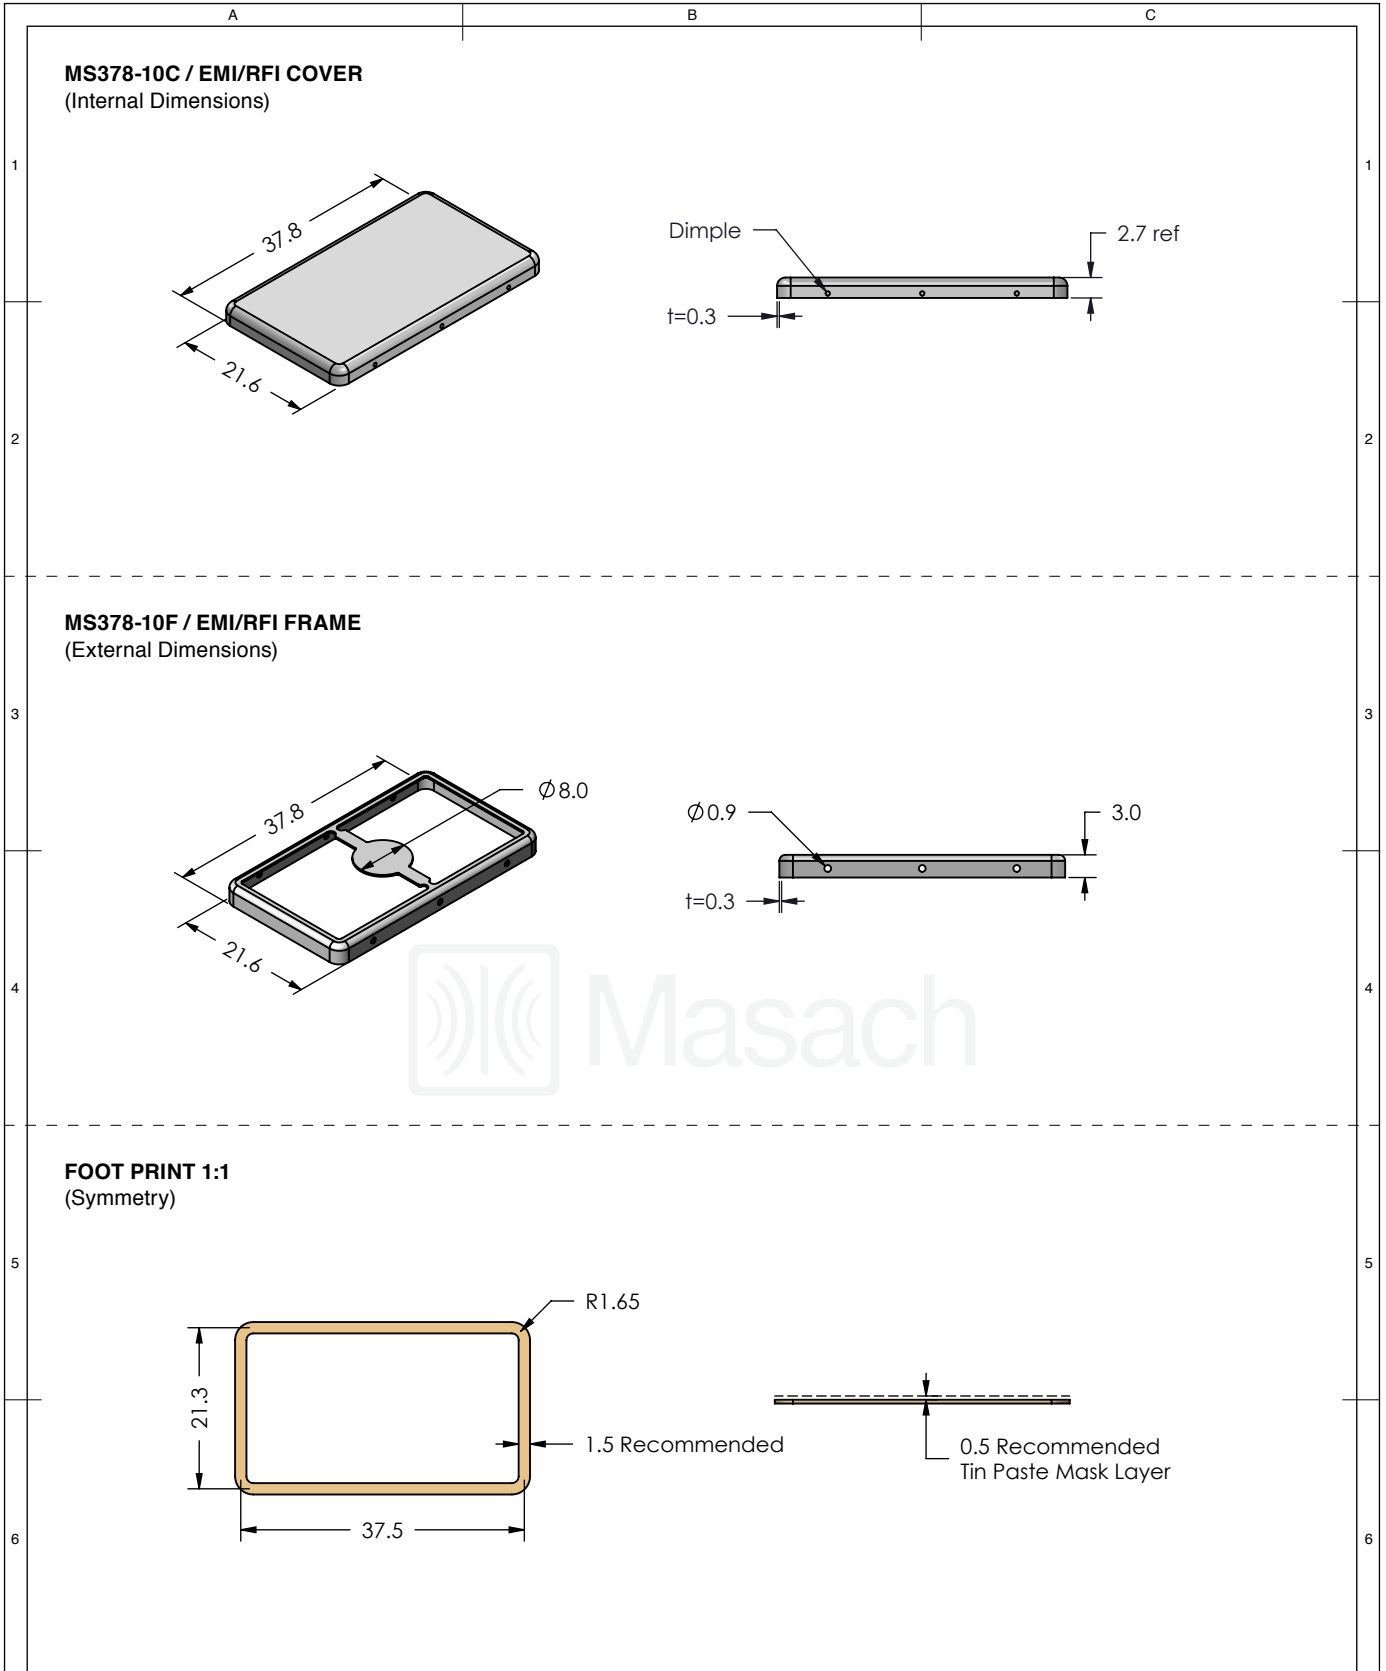 A B C
MS378-10C / EMI/RFI COVER
(Internal Dimensions)
1 1
37.8
21.6
Dimple
2.7 ref
t=0.3
2 2
MS378-10F / EMI/RFI FRAME
(External Dimensions)
3 3
37.8
Ø8.0
21.6
Ø0.9
3.0
t=0.3
4 4
Masach
FOOT PRINT 1:1
(Symmetry)
5 5
R1.65
21.3
1.5 Recommended
37.5
0.5 Recommended
Tin Paste Mask Layer
6 6